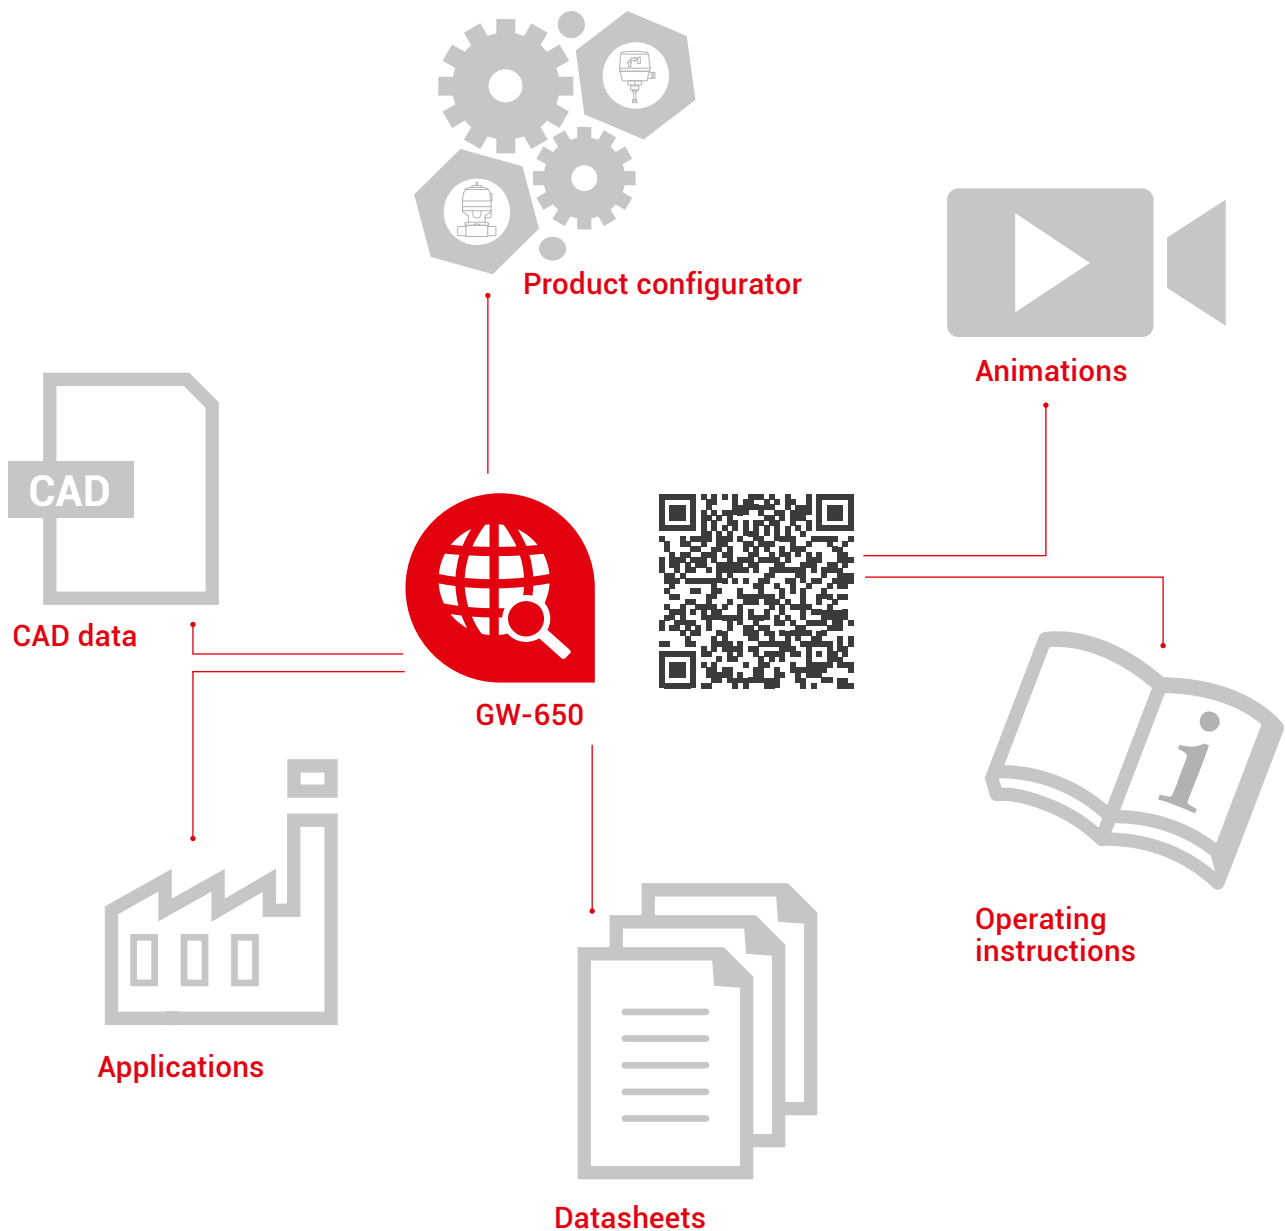 Product configurator
Animations
CAD
CAD data
GW-650
i
Operating
instructions
Applications
Datasheets